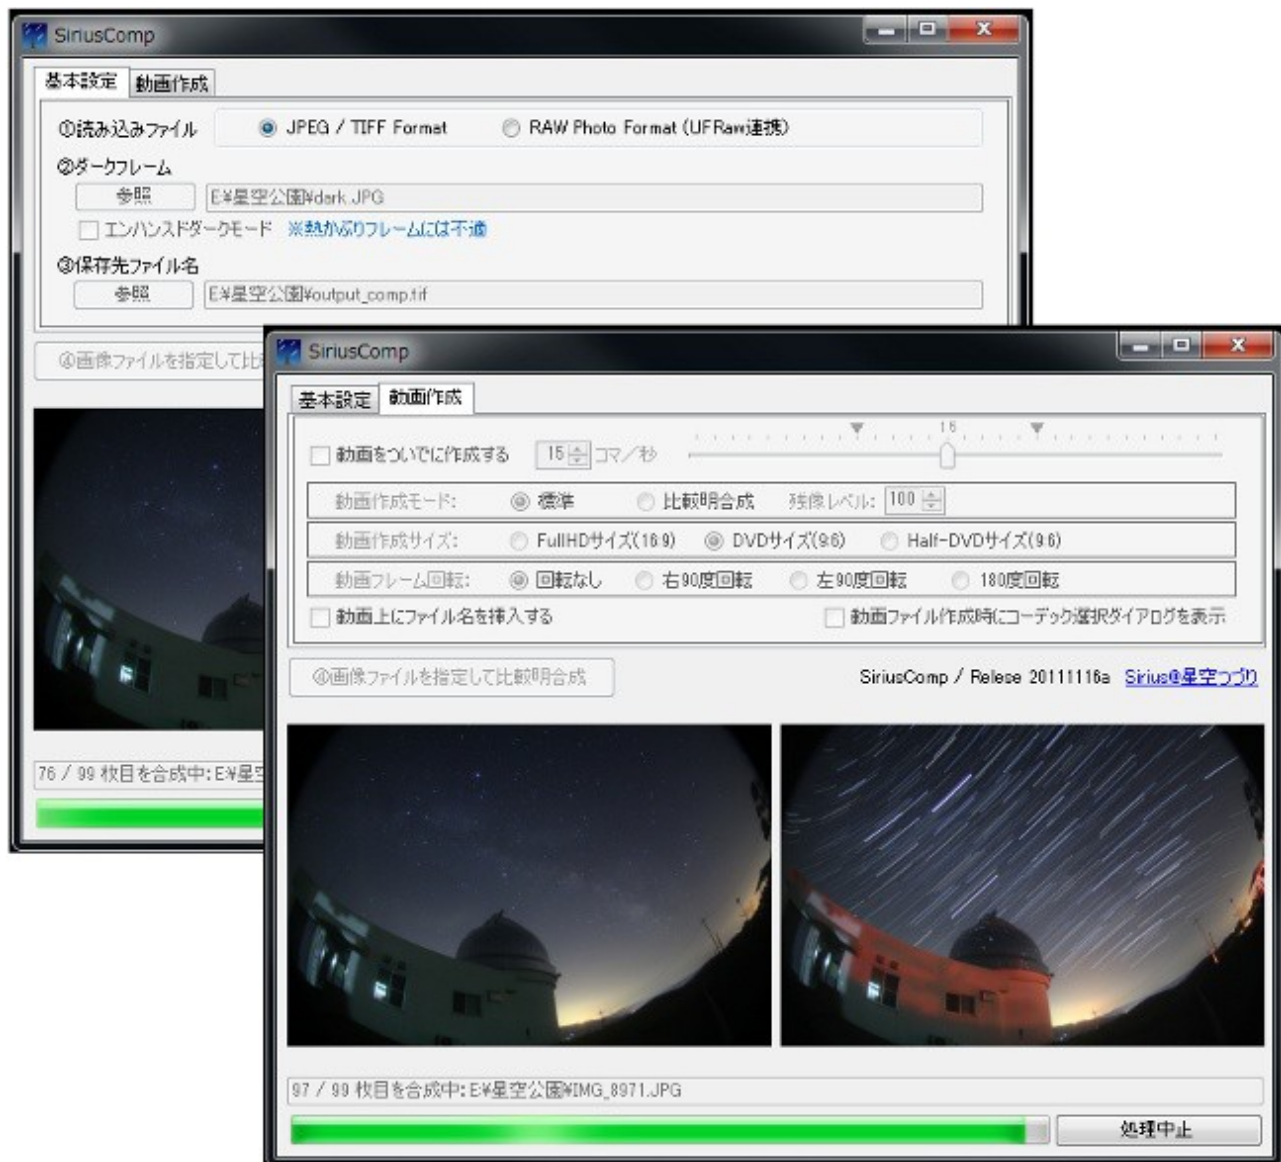 SiriusComp
基本設定 動画作成
①読み込みファイル JPEG / TIFF Format RAW Photo Format (UFRaw連携)
②ダークフレーム
参照 E:¥星空公園¥dark.JPG
エンハンスドダークモード ※熱かぶりフレームには不適
③保存先ファイル名
参照 E:¥星空公園¥output_comp.tif
④画像ファイルを指定して比
76 / 99 枚目を合成中: E:¥星空
SiriusComp
基本設定 動画作成
動画をついでに作成する 15 コマ/秒 16
動画作成モード: 標準 比較明合成 残像レベル: 100
動画作成サイズ: FullHDサイズ(16:9) DVDサイズ(9:6) Half-DVDサイズ(9:6)
動画フレーム回転: 回転なし 右90度回転 左90度回転 180度回転
動画上にファイル名を挿入する 動画ファイル作成時にコーデック選択ダイアログを表示
④画像ファイルを指定して比較明合成 SiriusComp / Relese 20111116a Sirius@星空つづり
97 / 99 枚目を合成中: E:¥星空公園¥IMG_8971.JPG
処理中止